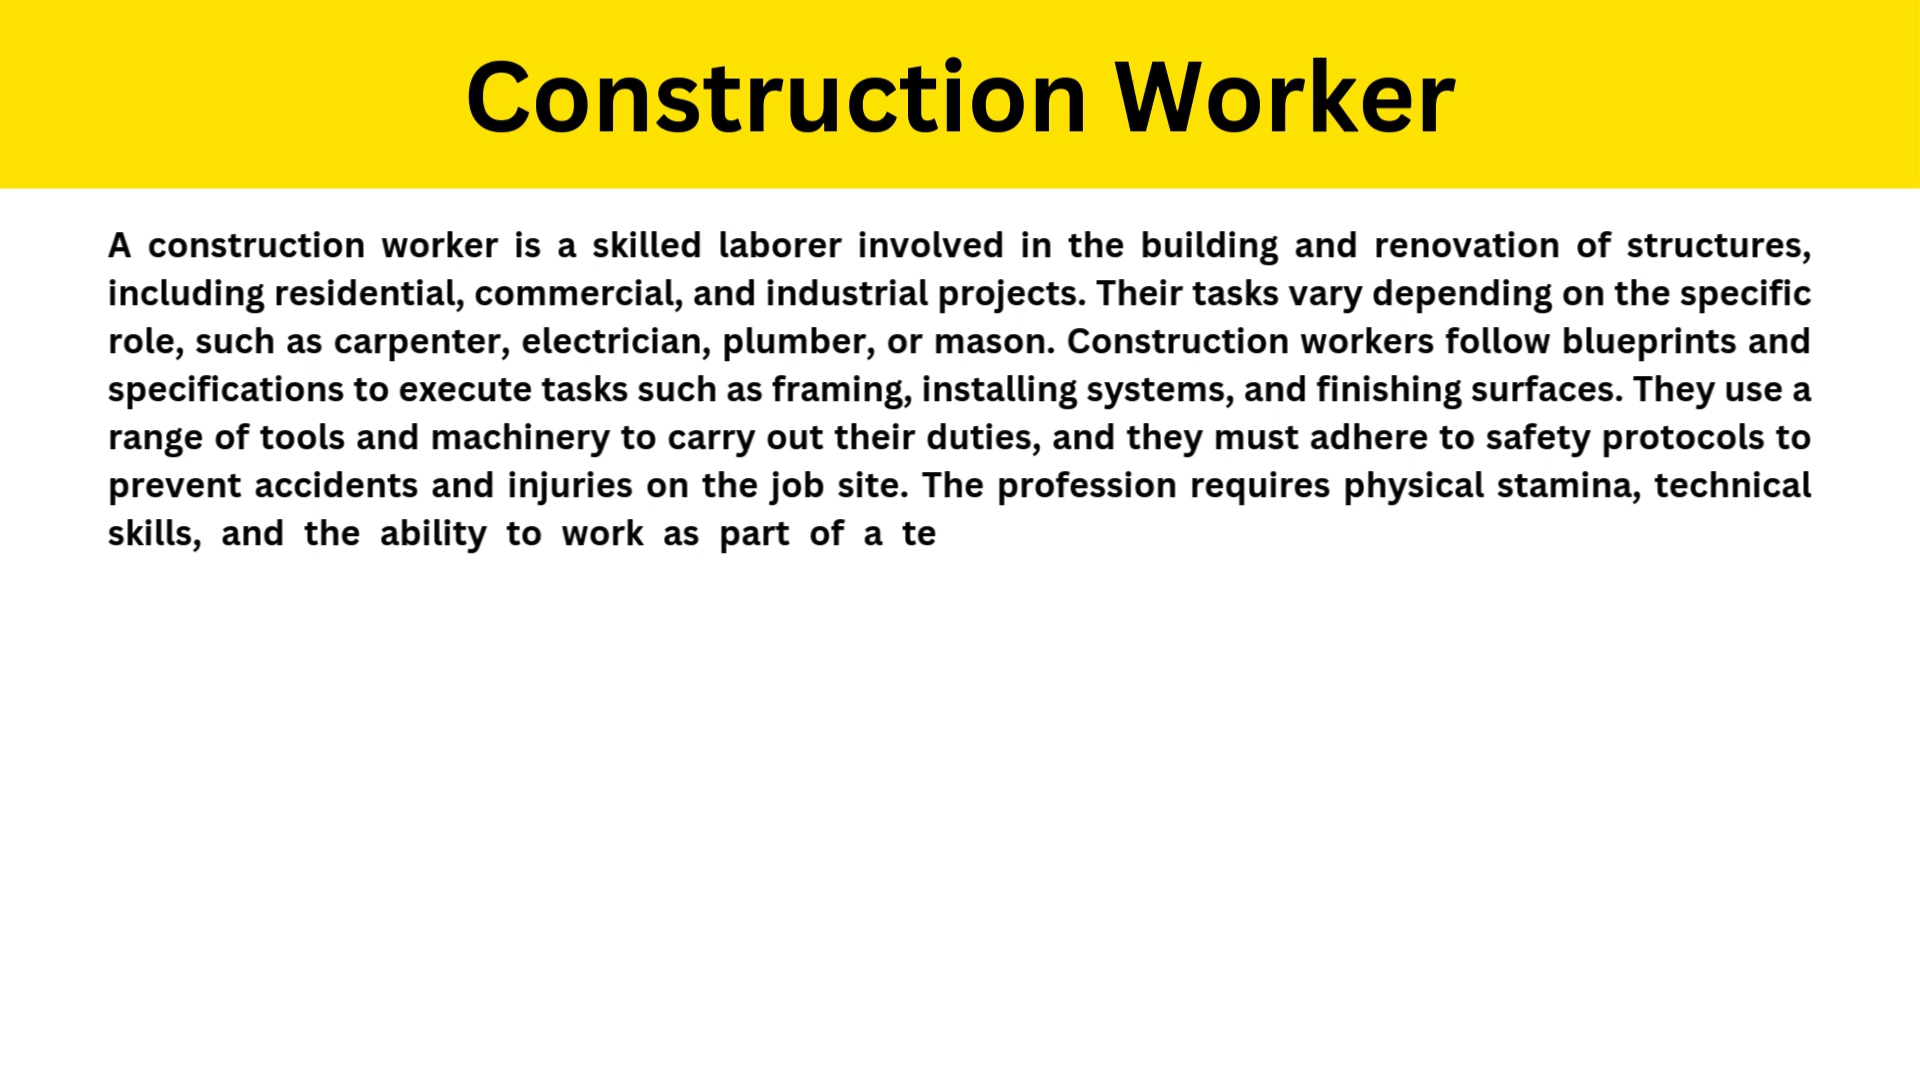 Construction Worker
A construction worker is a skilled laborer involved in the building and renovation of structures,
including residential, commercial, and industrial projects. Their tasks vary depending on the specific
role, such as carpenter, electrician, plumber, or mason. Construction workers follow blueprints and
specifications to execute tasks such as framing, installing systems, and finishing surfaces. They use a
range of tools and machinery to carry out their duties, and they must adhere to safety protocols to
prevent accidents and injuries on the job site. The profession requires physical stamina, technical
skills, and the ability to work as part of a te